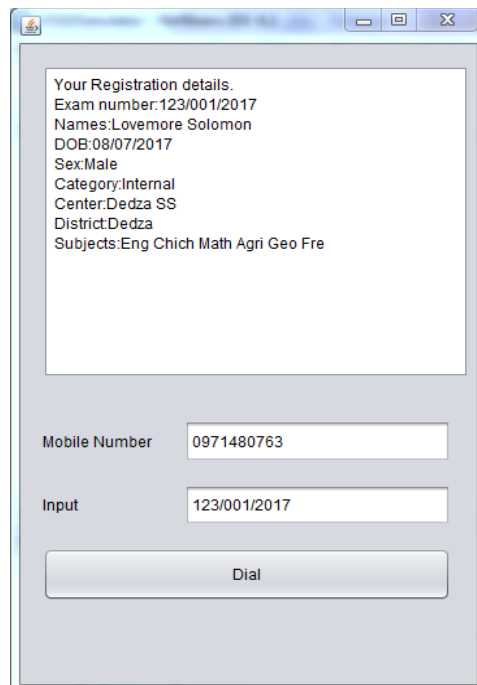 Your Registration details.
Exam number:123/001/2017
Names:Lovemore Solomon
DOB:08/07/2017
Sex:Male
Category:Internal
Center:Dedza SS
District:Dedza
Subjects:Eng Chich Math Agri Geo Fre
Mobile Number 0971480763
Input 123/001/2017
Dial